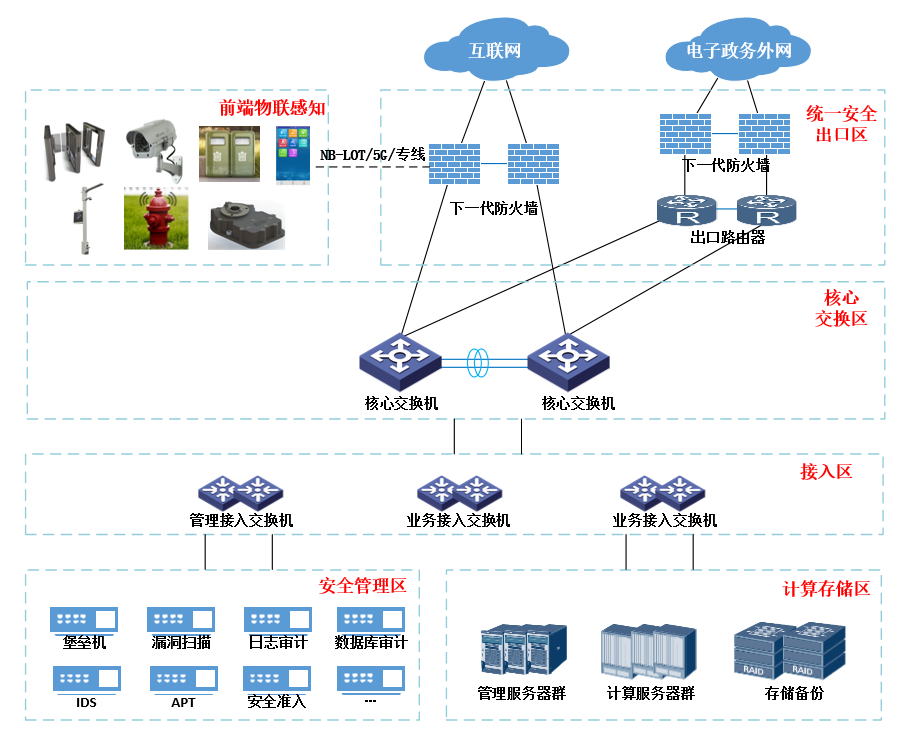 互联网
电子政务外网
前端物联感知
统一安全
出口区
NB-LOT/5G/专线
下一代防火墙
下一代防火墙
R
R
出口路由器
核心
交换区
核心交换机
核心交换机
接入区
管理接入交换机
业务接入交换机
业务接入交换机
安全管理区
计算存储区
堡垒机
漏洞扫描
日志审计
数据库审计
IDS
APT
安全准入
...
RAID
RAID
管理服务器群
计算服务器群
存储备份